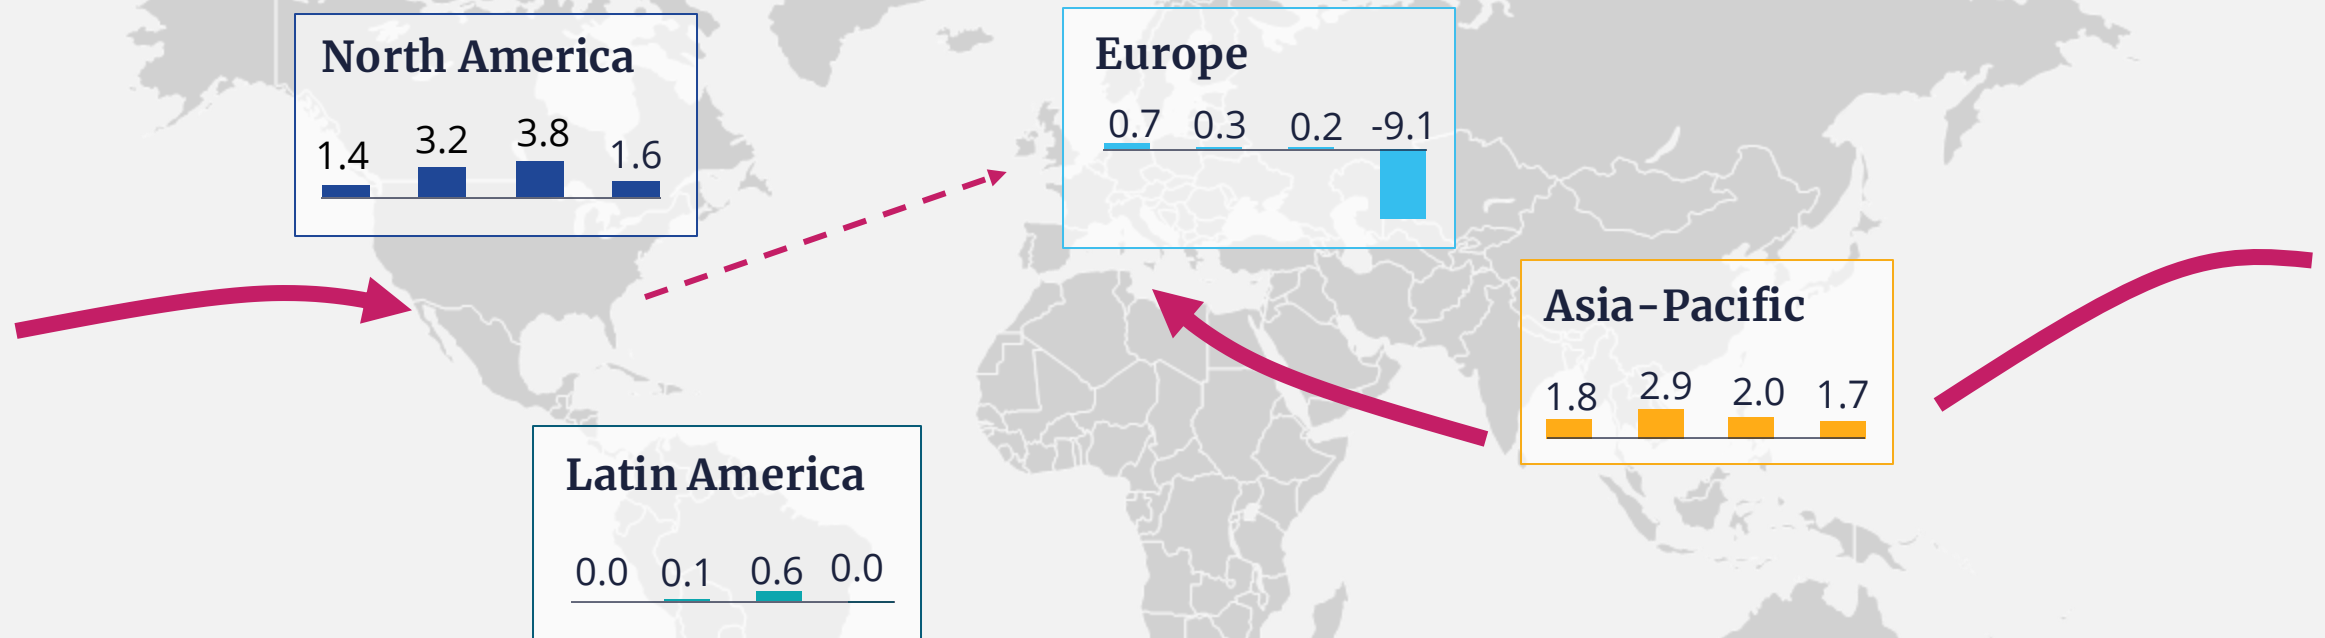 North America
1.4 3.2 3.8 1.6
Europe
0.7 0.3 0.2 -9.1
Asia-Pacific
1.8 2.9 2.0 1.7
Latin America
0.0 0.1 0.6 0.0